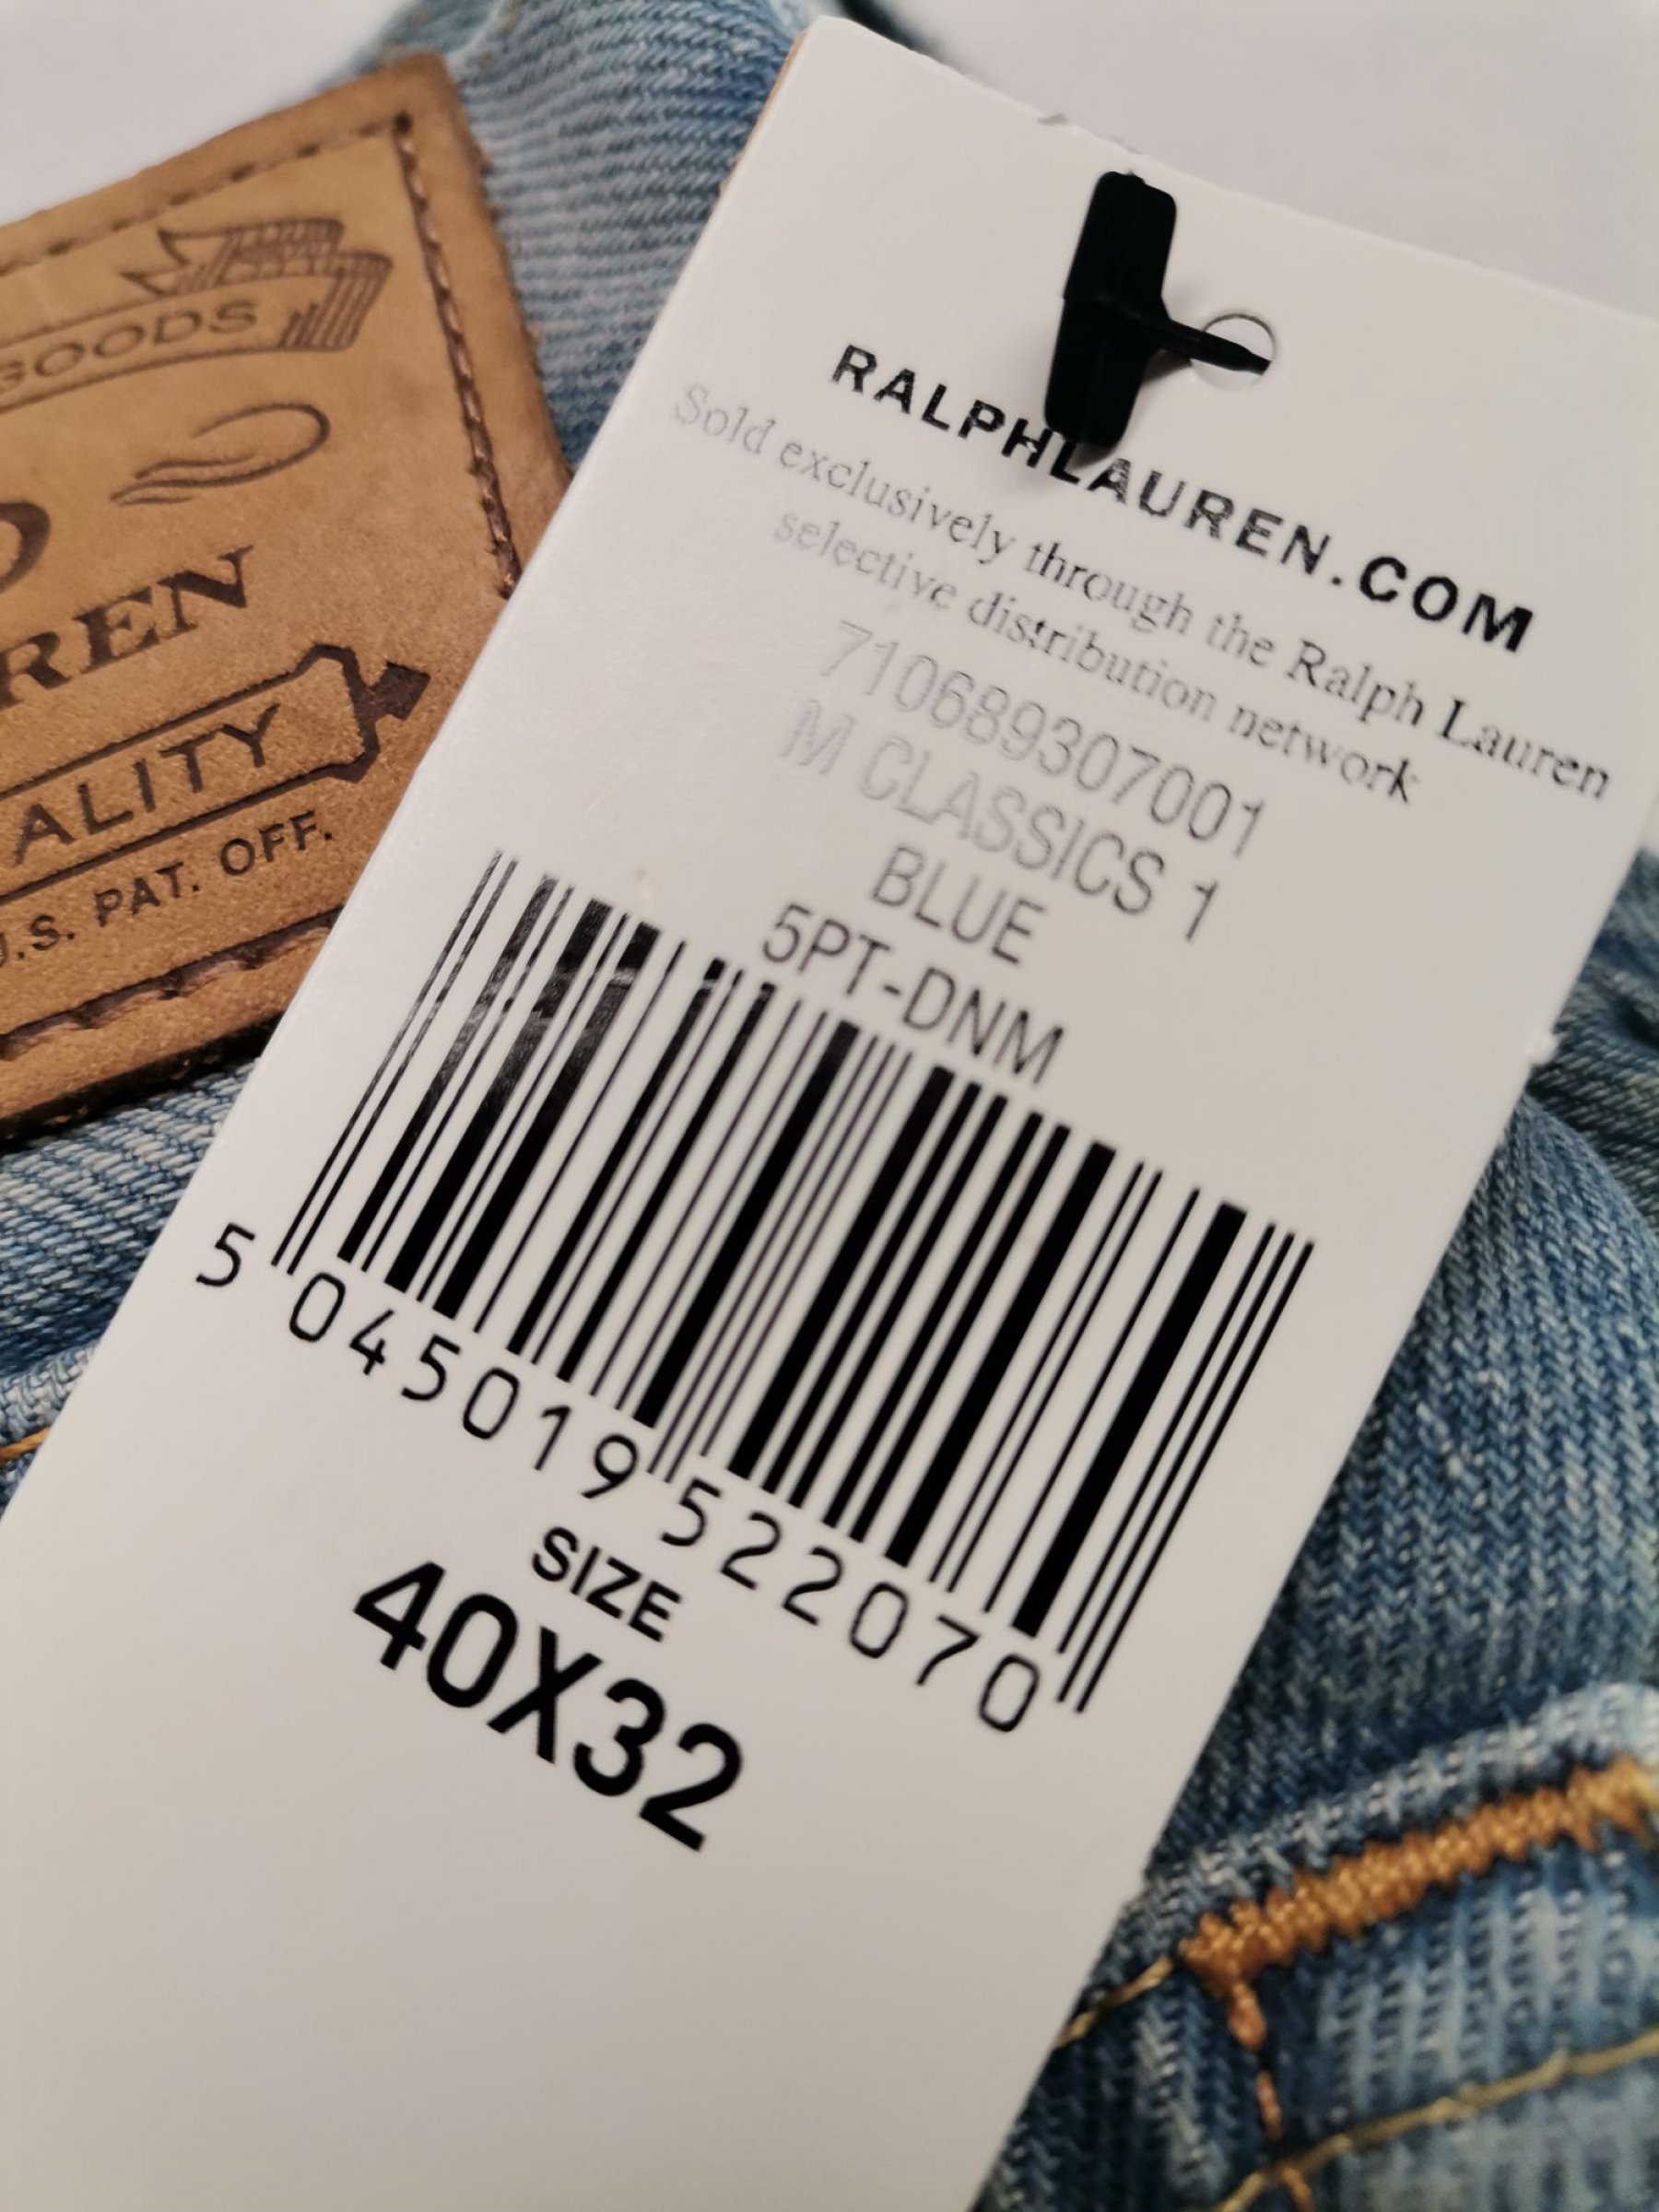 GOODS
REN
ALITY
U.S. PAT. OFF.
RALPHLAUREN.COM
Sold exclusively through the Ralph Lauren
selective distribution network
710689307001
M CLASSICS 1
BLUE
5PT-DNM
5 045019 522070
SIZE
40X32